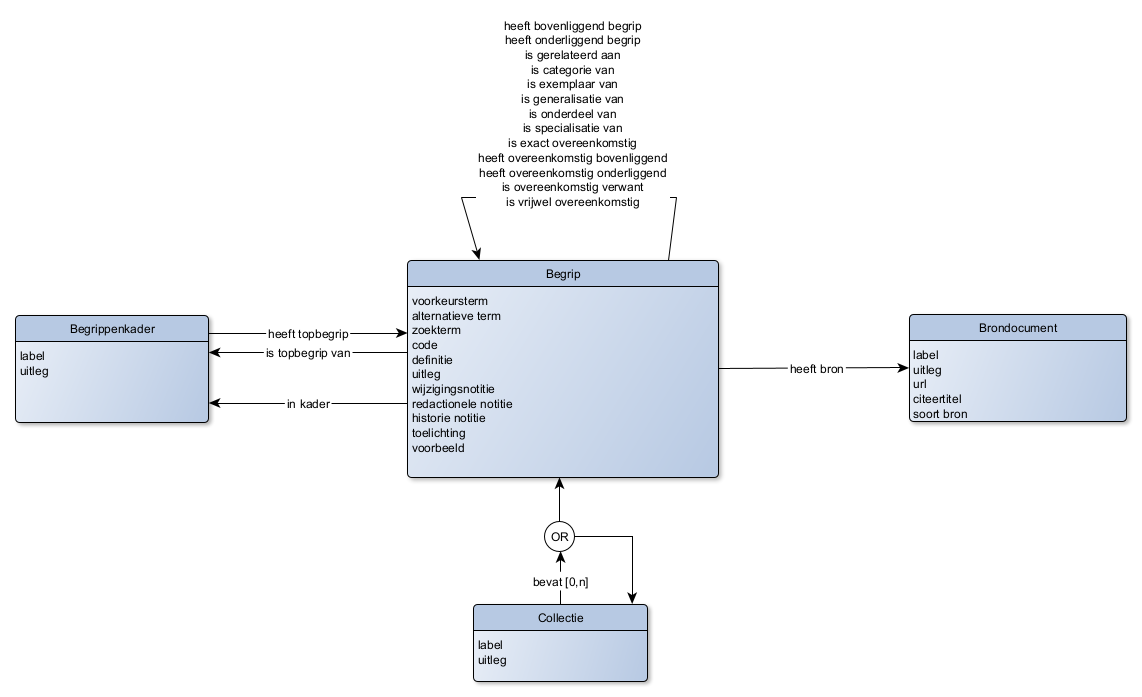 heeft bovenliggend begrip
heeft onderliggend begrip
is gerelateerd aan
is categorie van
is exemplaar van
is generalisatie van
is onderdeel van
is specialisatie van
is exact overeenkomstig
heeft overeenkomstig bovenliggend
heeft overeenkomstig onderliggend
is overeenkomstig verwant
is vrijwel overeenkomstig
Begrippenkader
label
uitleg
heeft topbegrip
is topbegrip van
in kader
Begrip
voorkeursterm
alternatieve term
zoekterm
code
definitie
uitleg
wijzigingsnotitie
redactionele notitie
historie notitie
toelichting
voorbeeld
heeft bron
Brondocument
label
uitleg
url
citeertitel
soort bron
OR
bevat [0,n]
Collectie
label
uitleg